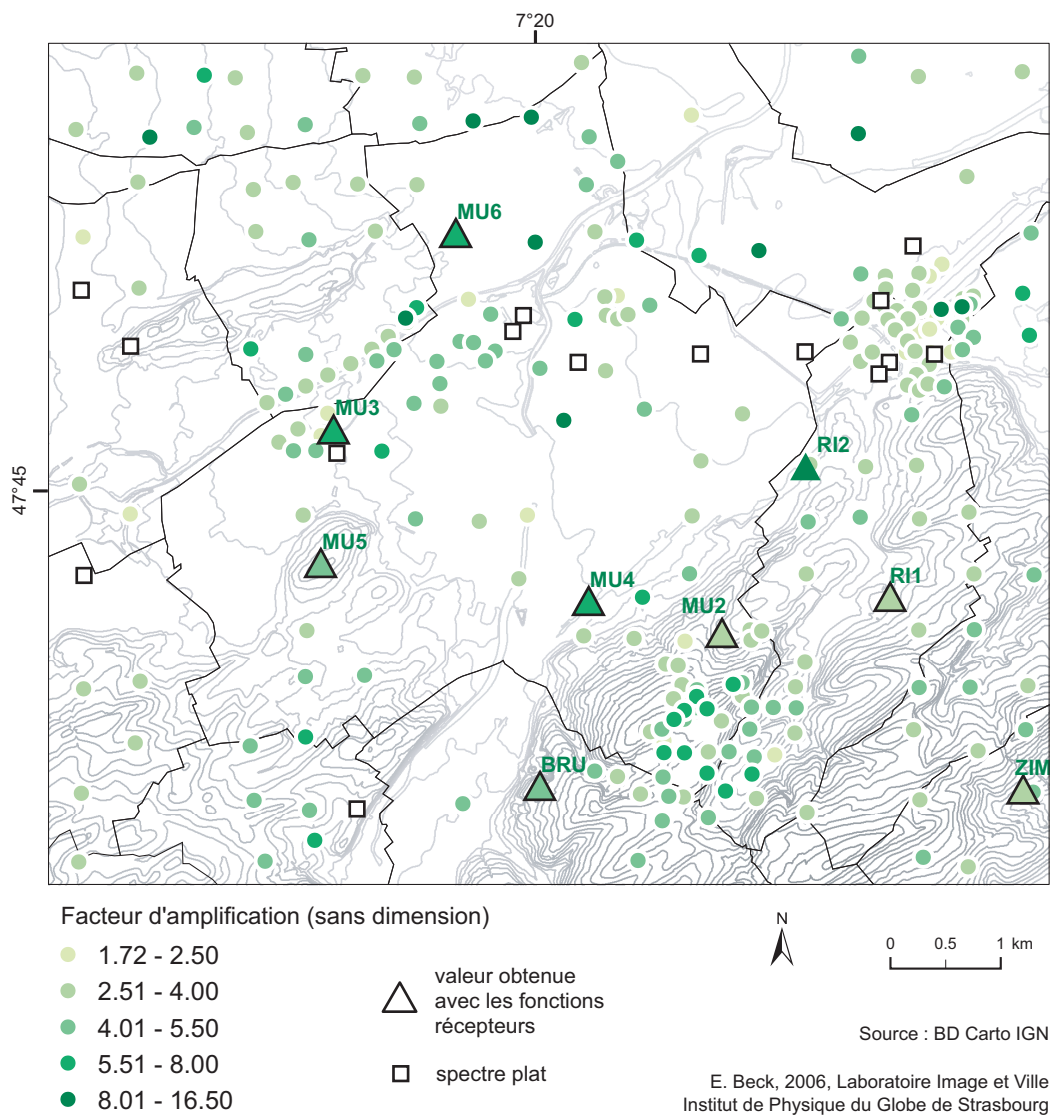 7°20
MU6
MU3
RI2
47°45
MU5
MU4
RI1
MU2
BRU
ZIM
Facteur d'amplification (sans dimension)
1.72 - 2.50
2.51 - 4.00
4.01 - 5.50
5.51 - 8.00
8.01 - 16.50
valeur obtenue
avec les fonctions
récepteurs
spectre plat
N
0 0.5 1 km
Source : BD Carto IGN
E. Beck, 2006, Laboratoire Image et Ville
Institut de Physique du Globe de Strasbourg